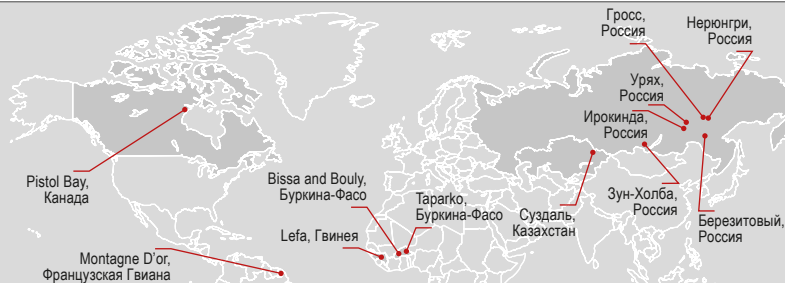 Гросс,
Россия
Нерюнгри,
Россия
Урях,
Россия
Ирокинда,
Россия
Pistol Bay,
Канада
Bissa and Bouly,
Буркина-Фасо
Taparko,
Буркина-Фасо
Суздаль,
Казахстан
Зун-Холба,
Россия
Березитовый,
Россия
Lefa, Гвинея
Montagne D’or,
Французская Гвиана